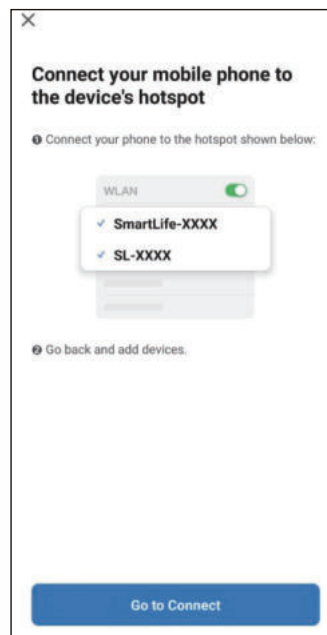 Connect your mobile phone to
the device's hotspot
❶ Connect your phone to the hotspot shown below:
WLAN
SmartLife-XXXX
SL-XXXX
❷ Go back and add devices.
Go to Connect